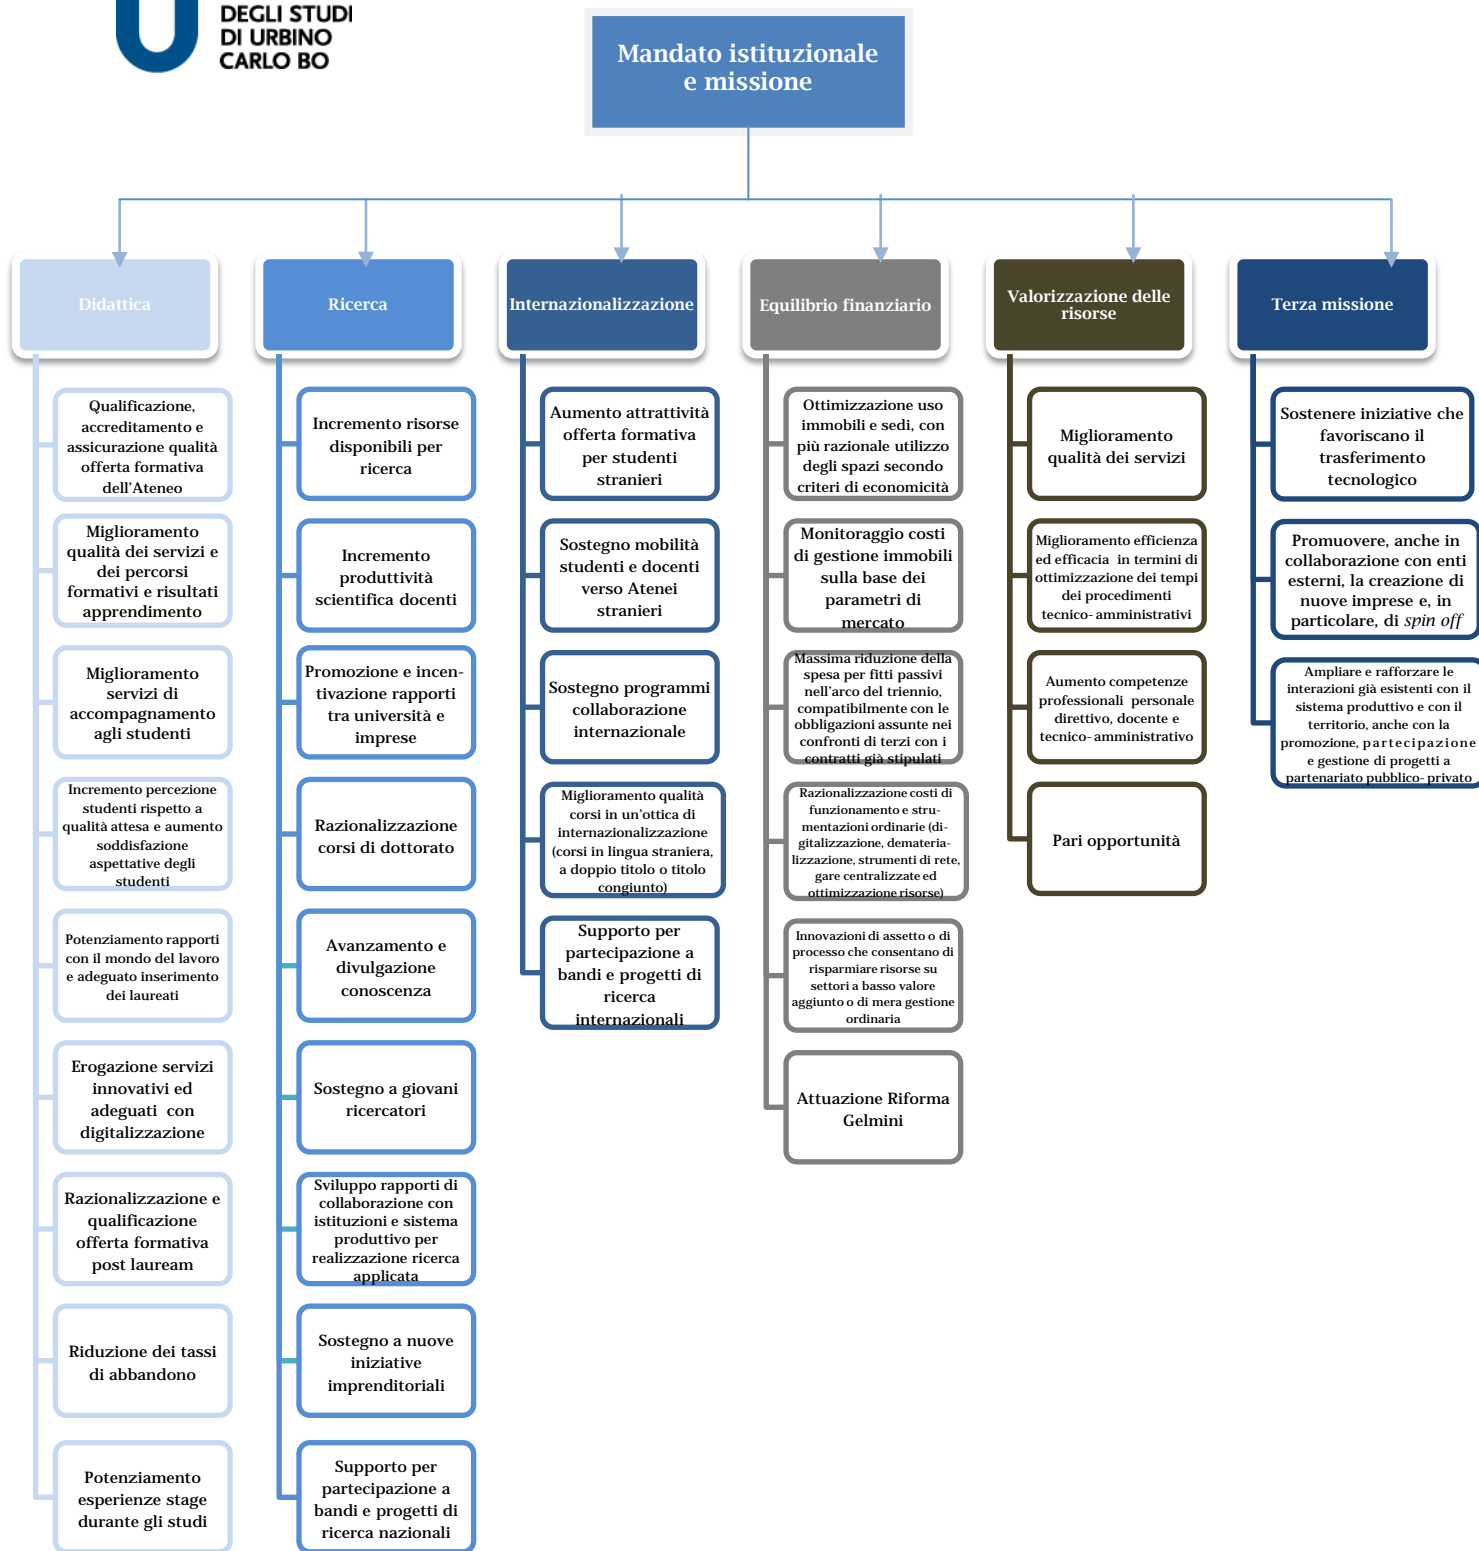 DEGLI STUDI
DI URBINO
CARLO BO
Mandato istituzionale
e missione
Didattica
Ricerca
Internazionalizzazione
Equilibrio finanziario
Valorizzazione delle
risorse
Terza missione
Qualificazione,
accreditamento e
assicurazione qualità
offerta formativa
dell'Ateneo
Miglioramento
qualità dei servizi e
dei percorsi
formativi e risultati
apprendimento
Miglioramento
servizi di
accompagnamento
agli studenti
Incremento percezione
studenti rispetto a
qualità attesa e aumento
soddisfazione
aspettative degli
studenti
Potenziamento rapporti
con il mondo del lavoro
e adeguato inserimento
dei laureati
Erogazione servizi
innovativi ed
adeguati con
digitalizzazione
Razionalizzazione e
qualificazione
offerta formativa
post lauream
Riduzione dei tassi
di abbandono
Potenziamento
esperienze stage
durante gli studi
Incremento risorse
disponibili per
ricerca
Incremento
produttività
scientifica docenti
Promozione e incen-
tivazione rapporti
tra università e
imprese
Razionalizzazione
corsi di dottorato
Avanzamento e
divulgazione
conoscenza
Sostegno a giovani
ricercatori
Sviluppo rapporti di
collaborazione con
istituzioni e sistema
produttivo per
realizzazione ricerca
applicata
Sostegno a nuove
iniziative
imprenditoriali
Supporto per
partecipazione a
bandi e progetti di
ricerca nazionali
Aumento attrattività
offerta formativa
per studenti
stranieri
Sostegno mobilità
studenti e docenti
verso Atenei
stranieri
Sostegno programmi
collaborazione
internazionale
Miglioramento qualità
corsi in un'ottica di
internazionalizzazione
(corsi in lingua straniera,
a doppio titolo o titolo
congiunto)
Supporto per
partecipazione a
bandi e progetti di
ricerca
internazionali
Ottimizzazione uso
immobili e sedi, con
più razionale utilizzo
degli spazi secondo
criteri di economicità
Monitoraggio costi
di gestione immobili
sulla base dei
parametri di
mercato
Massima riduzione della
spesa per fitti passivi
nell'arco del triennio,
compatibilmente con le
obbligazioni assunte nei
confronti di terzi con i
contratti già stipulati
Razionalizzazione costi di
funzionamento e stru-
mentazioni ordinarie (di-
gitalizzazione, demateria-
lizzazione, strumenti di rete,
gare centralizzate ed
ottimizzazione risorse)
Innovazioni di assetto o di
processo che consentano di
risparmiare risorse su
settori a basso valore
aggiunto o di mera gestione
ordinaria
Attuazione Riforma
Gelmini
Miglioramento
qualità dei servizi
Miglioramento efficienza
ed efficacia in termini di
ottimizzazione dei tempi
dei procedimenti
tecnico-amministrativi
Aumento competenze
professionali personale
direttivo, docente e
tecnico-amministrativo
Pari opportunità
Sostenere iniziative che
favoriscano il
trasferimento
tecnologico
Promuovere, anche in
collaborazione con enti
esterni, la creazione di
nuove imprese e, in
particolare, di spin off
Ampliare e rafforzare le
interazioni già esistenti con il
sistema produttivo e con il
territorio, anche con la
promozione, partecipazione
e gestione di progetti a
partenariato pubblico-privato